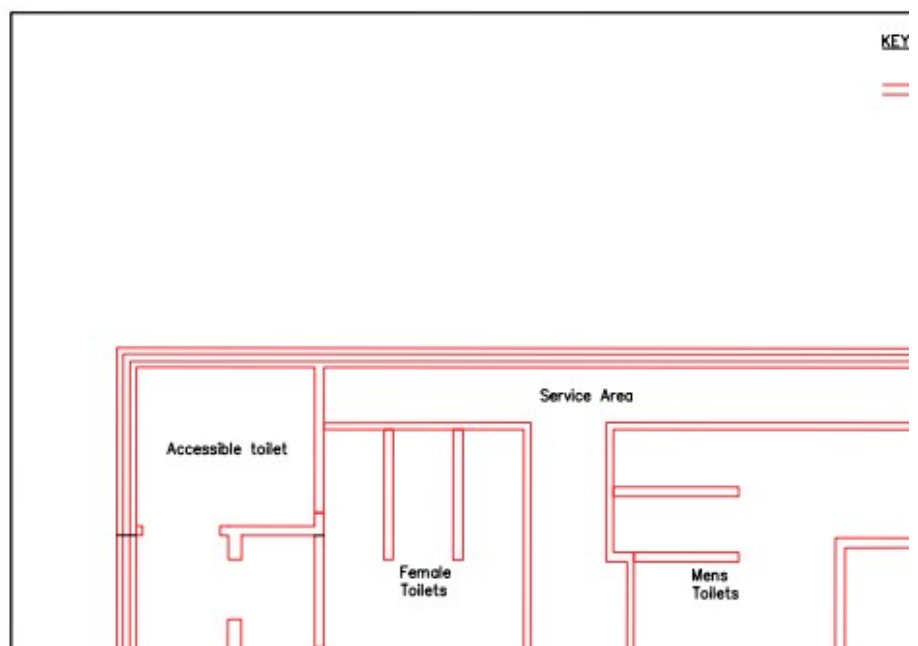 KEY
Service Area
Accessible toilet
Female
Toilets
Mens
Toilets